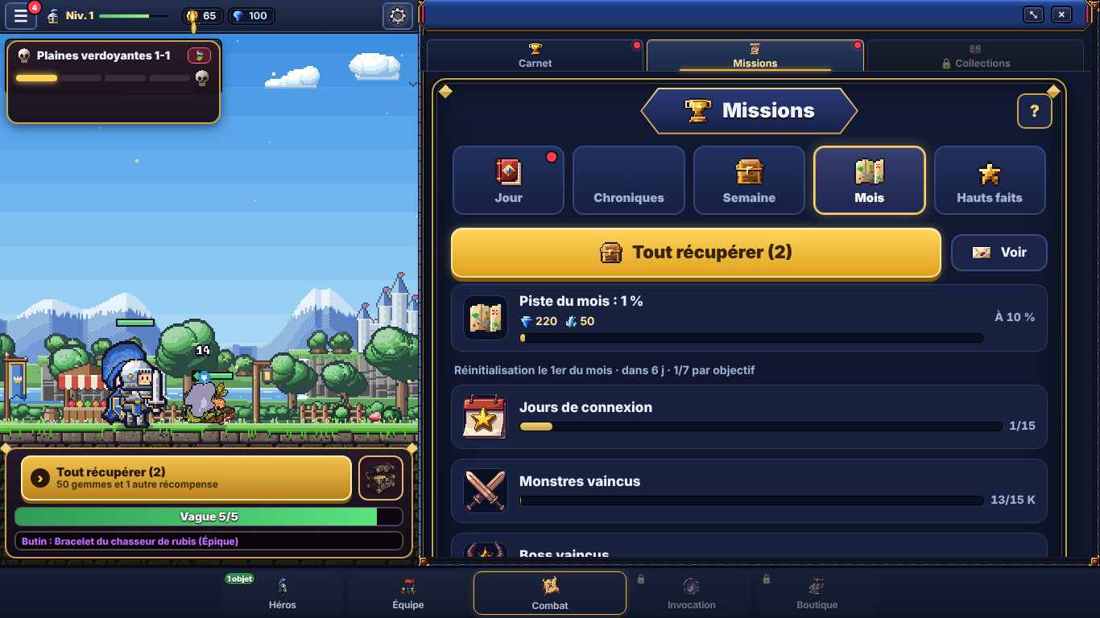 4
Niv. 1
65
100
Plaines verdoyantes 1-1
14
Tout récupérer (2)
50 gemmes et 1 autre récompense
Vague 5/5
Butin : Bracelet du chasseur de rubis (Épique)
Carnet
Missions
Collections
Missions
?
Jour
Chroniques
Semaine
Mois
Hauts faits
Tout récupérer (2)
Voir
Piste du mois : 1 %
220 50
À 10 %
Réinitialisation le 1er du mois · dans 6 j · 1/7 par objectif
Jours de connexion
1/15
Monstres vaincus
13/15 K
Boss vaincus
1 objet
Héros
Équipe
Combat
Invocation
Boutique